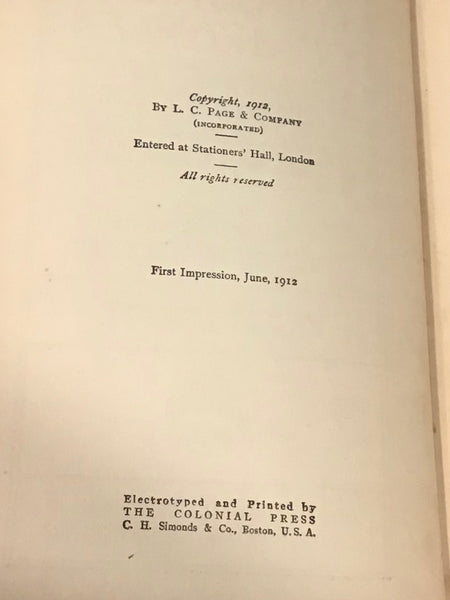 Copyright, 1912,
BY L. C. PAGE & COMPANY
(INCORPORATED)
Entered at Stationers' Hall, London
All rights reserved
First Impression, June, 1912
Electrotyped and Printed by
THE COLONIAL PRESS
C. H. Simonds & Co., Boston, U. S. A.